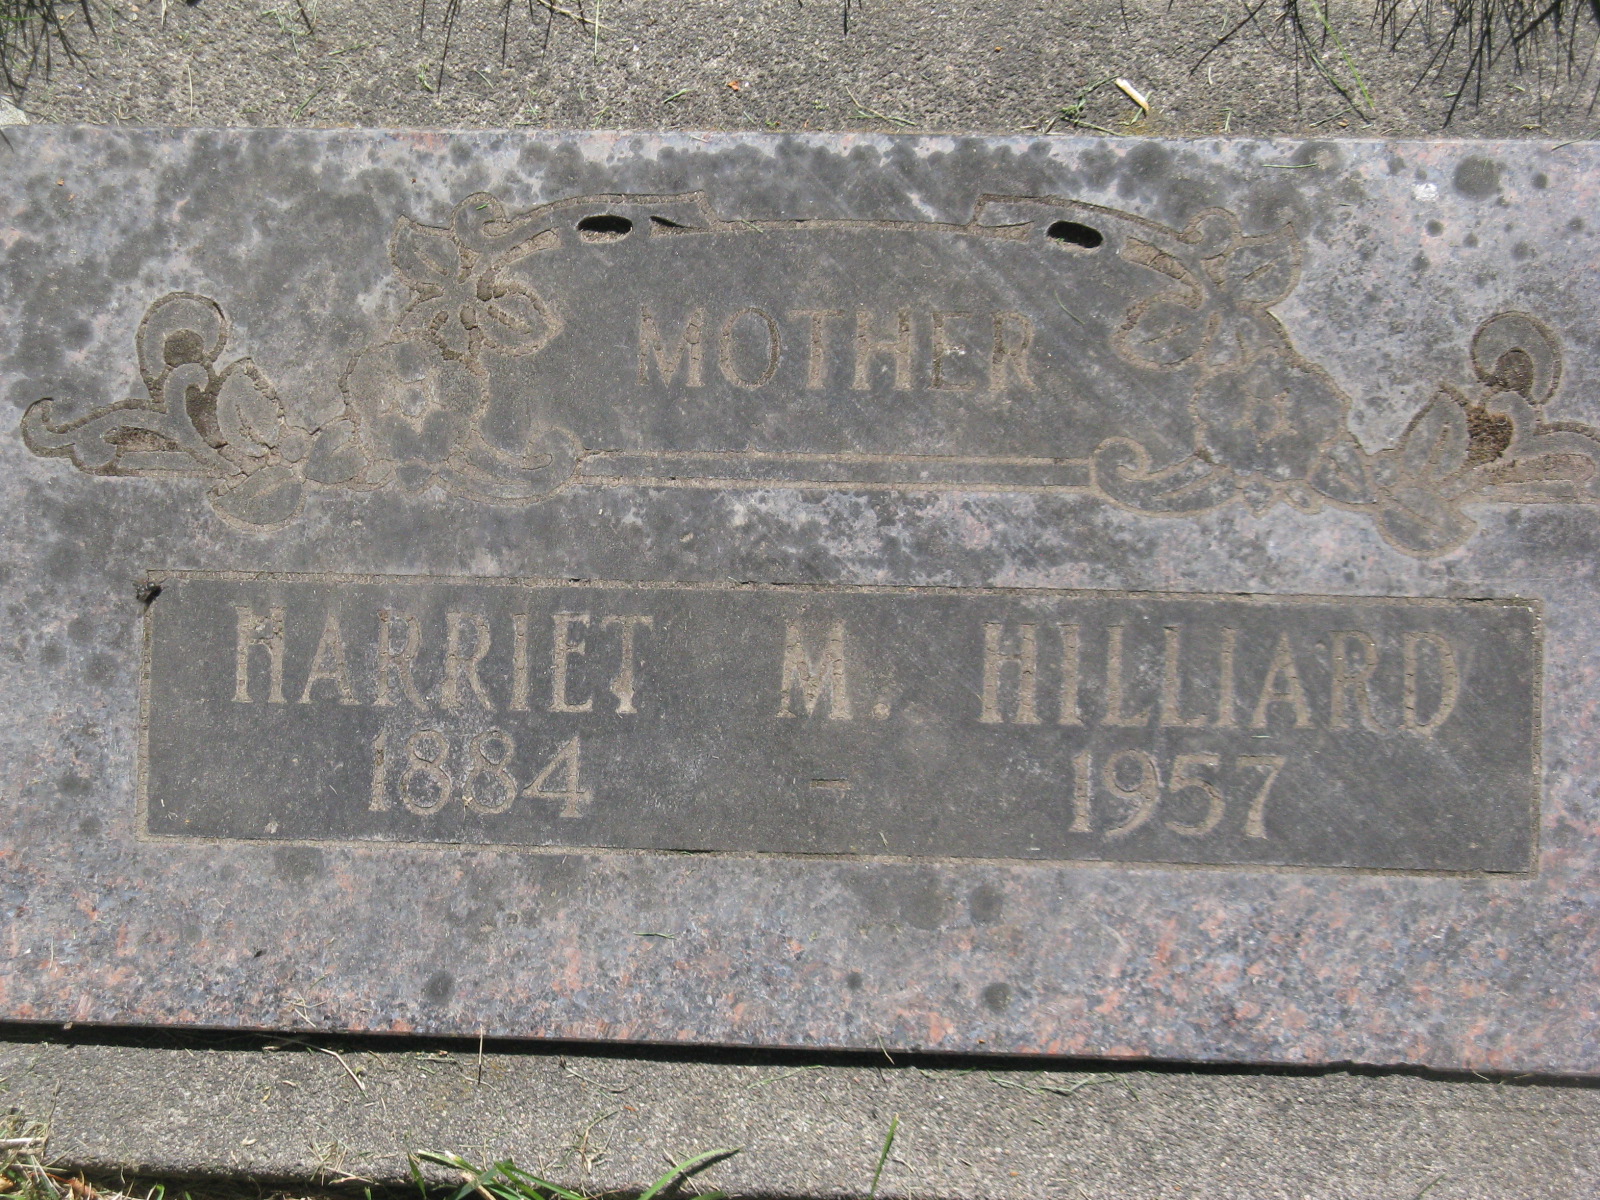 MOTHER
HARRIET M. HILLIARD
1884 - 1957